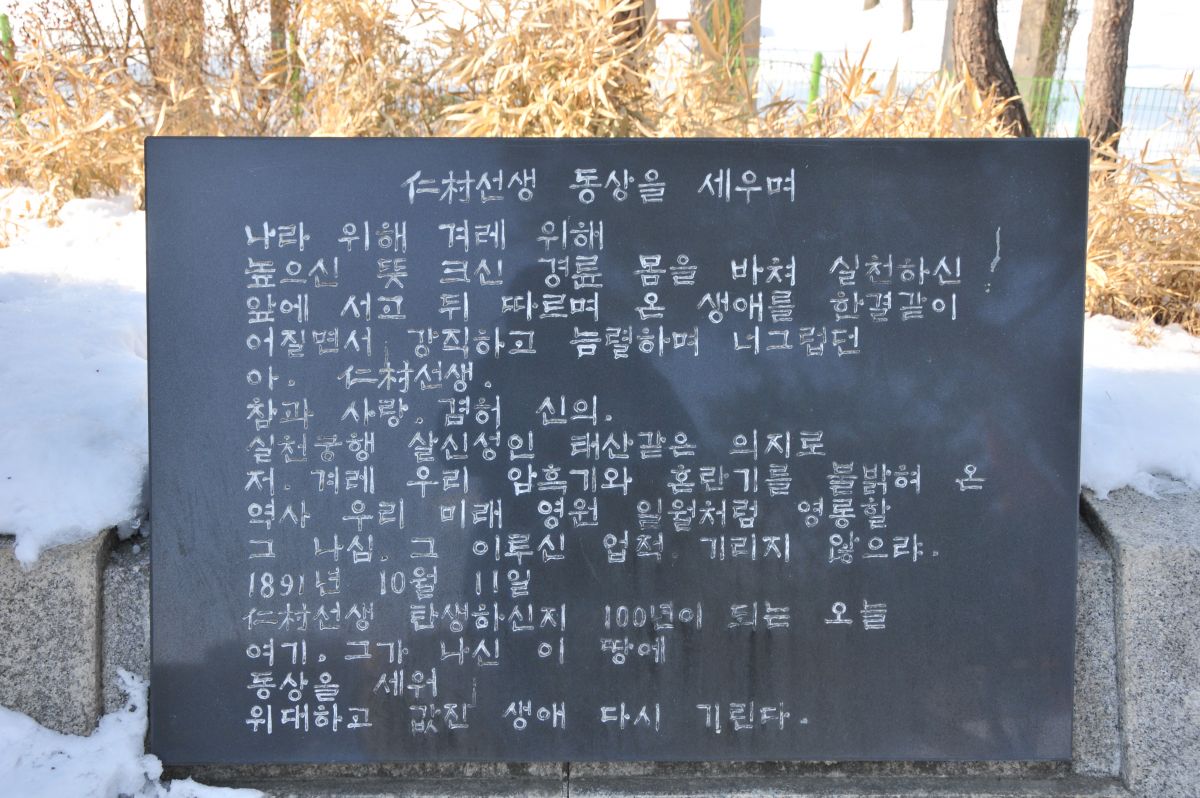 仁村선생 동상을 세우며
나라 위해 겨레 위해
높으신 뜻 크신 경륜 몸을 바쳐 실천하신
앞에 서고 뒤 따르며 온 생애를 한결같이
어질면서 강직하고 늠렬하며 너그럽던
아. 仁村선생.
참과 사랑. 겸허 신의.
실천궁행 살신성인 태산같은 의지로
저. 겨레 우리 암흑기와 혼란기를 불밝혀 온
역사 우리 미래 영원 일월처럼 영롱할
그 나심. 그 이루신 업적. 기리지 않으랴.
1891년 10월 11일
仁村선생 탄생하신지 100년이 되는 오늘
여기. 그가 나신 이 땅에
동상을 세워
위대하고 값진 생애 다시 기린다.